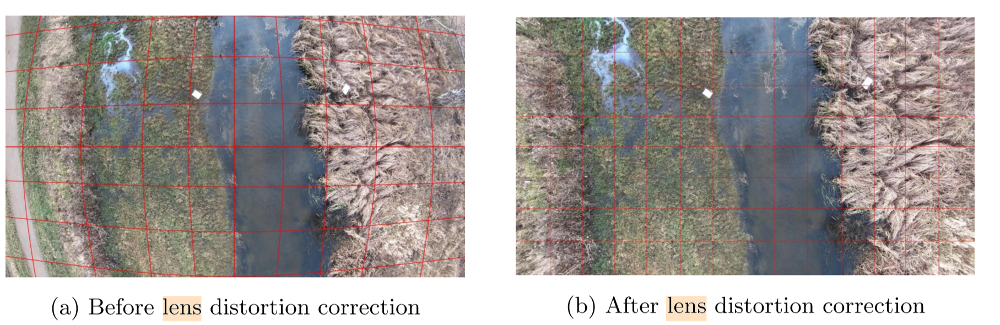 (a) Before lens distortion correction
(b) After lens distortion correction